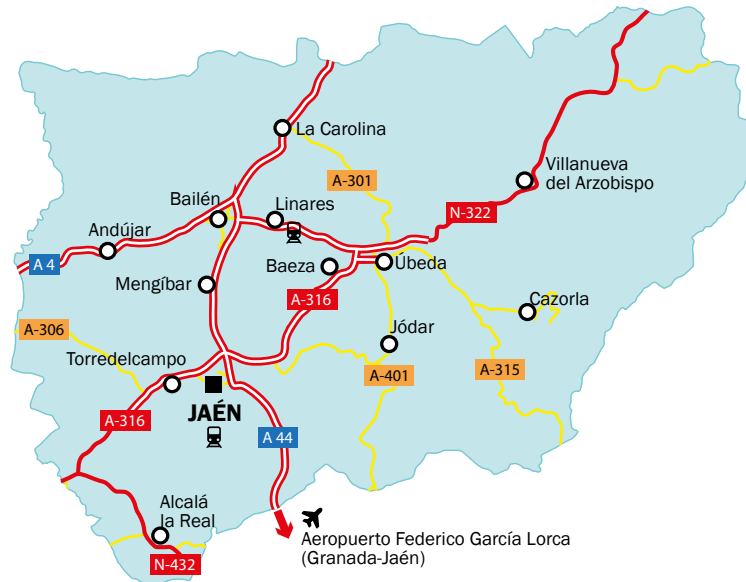 La Carolina
A-301
Villanueva
del Arzobispo
Bailén
Linares
N-322
Andújar
A 4
Baeza
Úbeda
Mengíbar
A-316
Cazorla
A-306
Jódar
Torredelcampo
A-401
A-315
JAÉN
A-316
A 44
Alcalá
la Real
Aeropuerto Federico García Lorca
(Granada-Jaén)
N-432